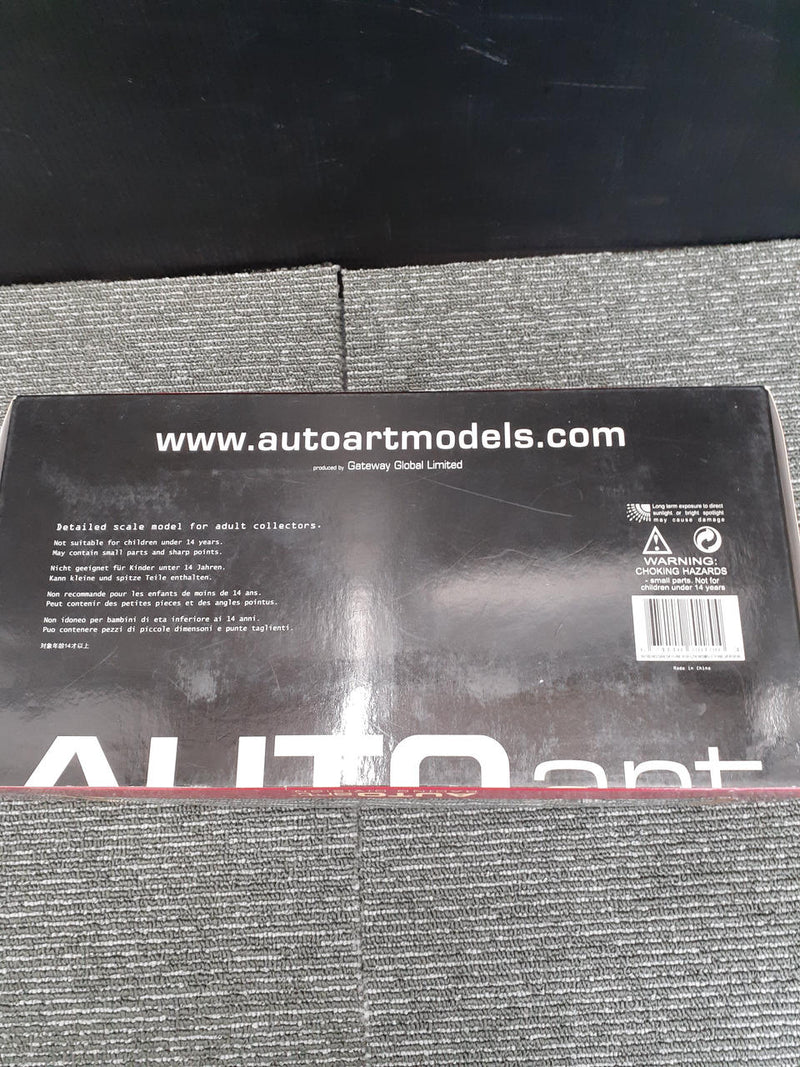 www.autoartmodels.com
produced by Gateway Global Limited
Detailed scale model for adult collectors.
Not suitable for children under 14 years.
May contain small parts and sharp points.
Nicht geeignet für Kinder unter 14 Jahren.
Kann kleine und spitze Teile enthalten.
Non recommande pour les enfants de moins de 14 ans.
Peut contenir des petites pieces et des angles pointus.
Non idoneo per bambini di eta inferiore ai 14 anni.
Puo contenere pezzi di piccole dimensoni e punte taglienti.
対象年齢14才以上
Long term exposure to direct
sunlight or bright spotlight
may cause damage
WARNING:
CHOKING HAZARDS
- small parts. Not for
children under 14 years
Made in China
AUTOart